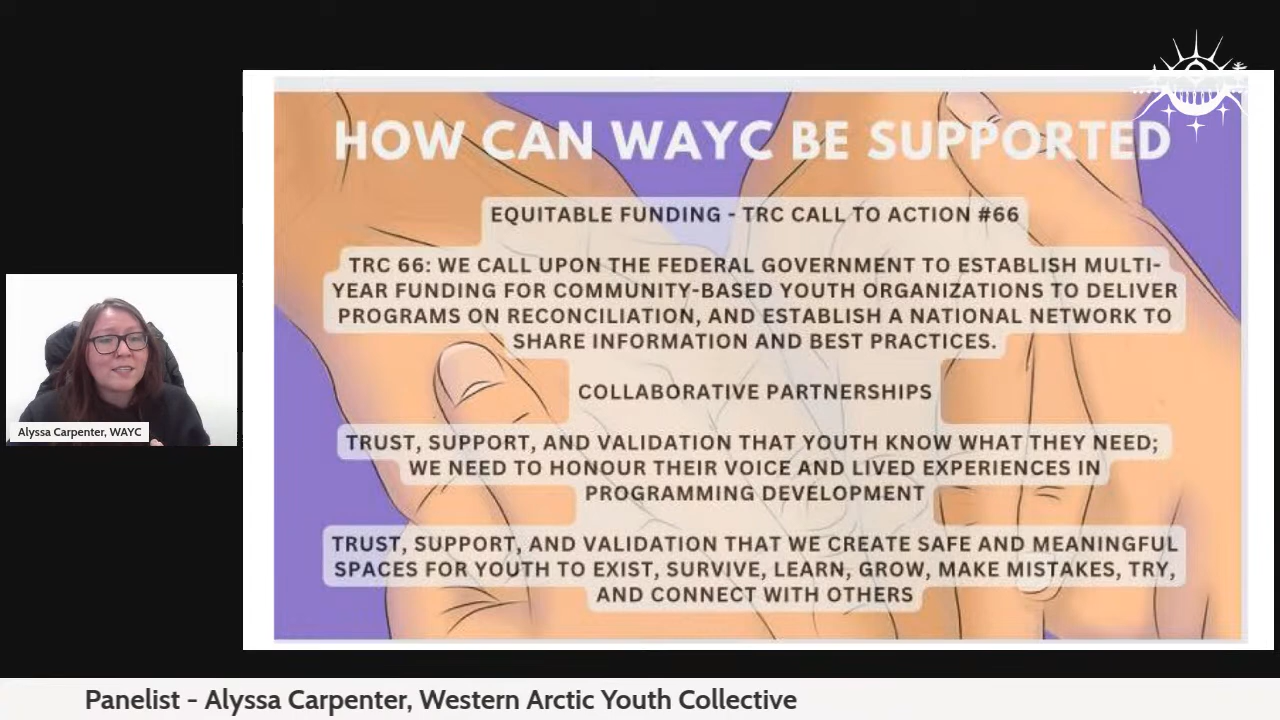 HOW CAN WAYC BE SUPPORTED
EQUITABLE FUNDING - TRC CALL TO ACTION #66
TRC 66: WE CALL UPON THE FEDERAL GOVERNMENT TO ESTABLISH MULTI-
YEAR FUNDING FOR COMMUNITY-BASED YOUTH ORGANIZATIONS TO DELIVER
PROGRAMS ON RECONCILIATION, AND ESTABLISH A NATIONAL NETWORK TO
SHARE INFORMATION AND BEST PRACTICES.
COLLABORATIVE PARTNERSHIPS
TRUST, SUPPORT, AND VALIDATION THAT YOUTH KNOW WHAT THEY NEED;
WE NEED TO HONOUR THEIR VOICE AND LIVED EXPERIENCES IN
PROGRAMMING DEVELOPMENT
TRUST, SUPPORT, AND VALIDATION THAT WE CREATE SAFE AND MEANINGFUL
SPACES FOR YOUTH TO EXIST, SURVIVE, LEARN, GROW, MAKE MISTAKES, TRY,
AND CONNECT WITH OTHERS
Alyssa Carpenter, WAYC
Panelist - Alyssa Carpenter, Western Arctic Youth Collective